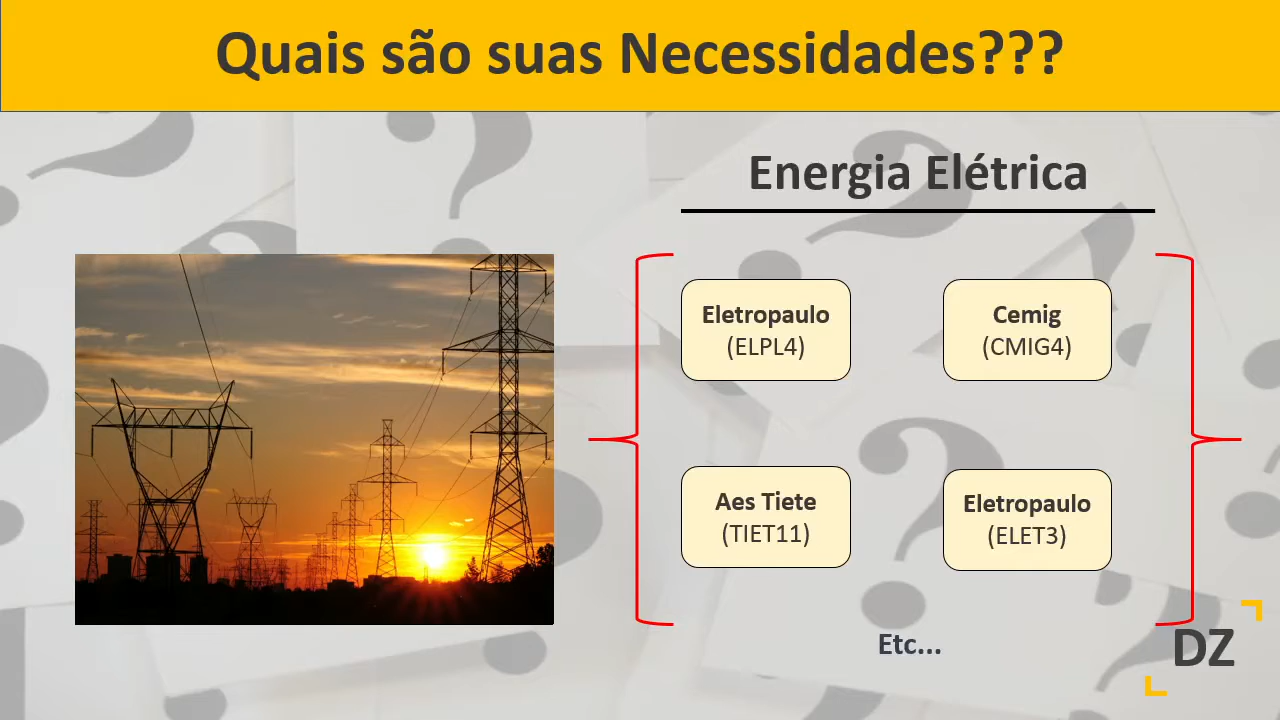 Quais são suas Necessidades???
Energia Elétrica
Eletropaulo
(ELPL4)
Cemig
(CMIG4)
Aes Tiete
(TIET11)
Eletropaulo
(ELET3)
Etc...
DZ